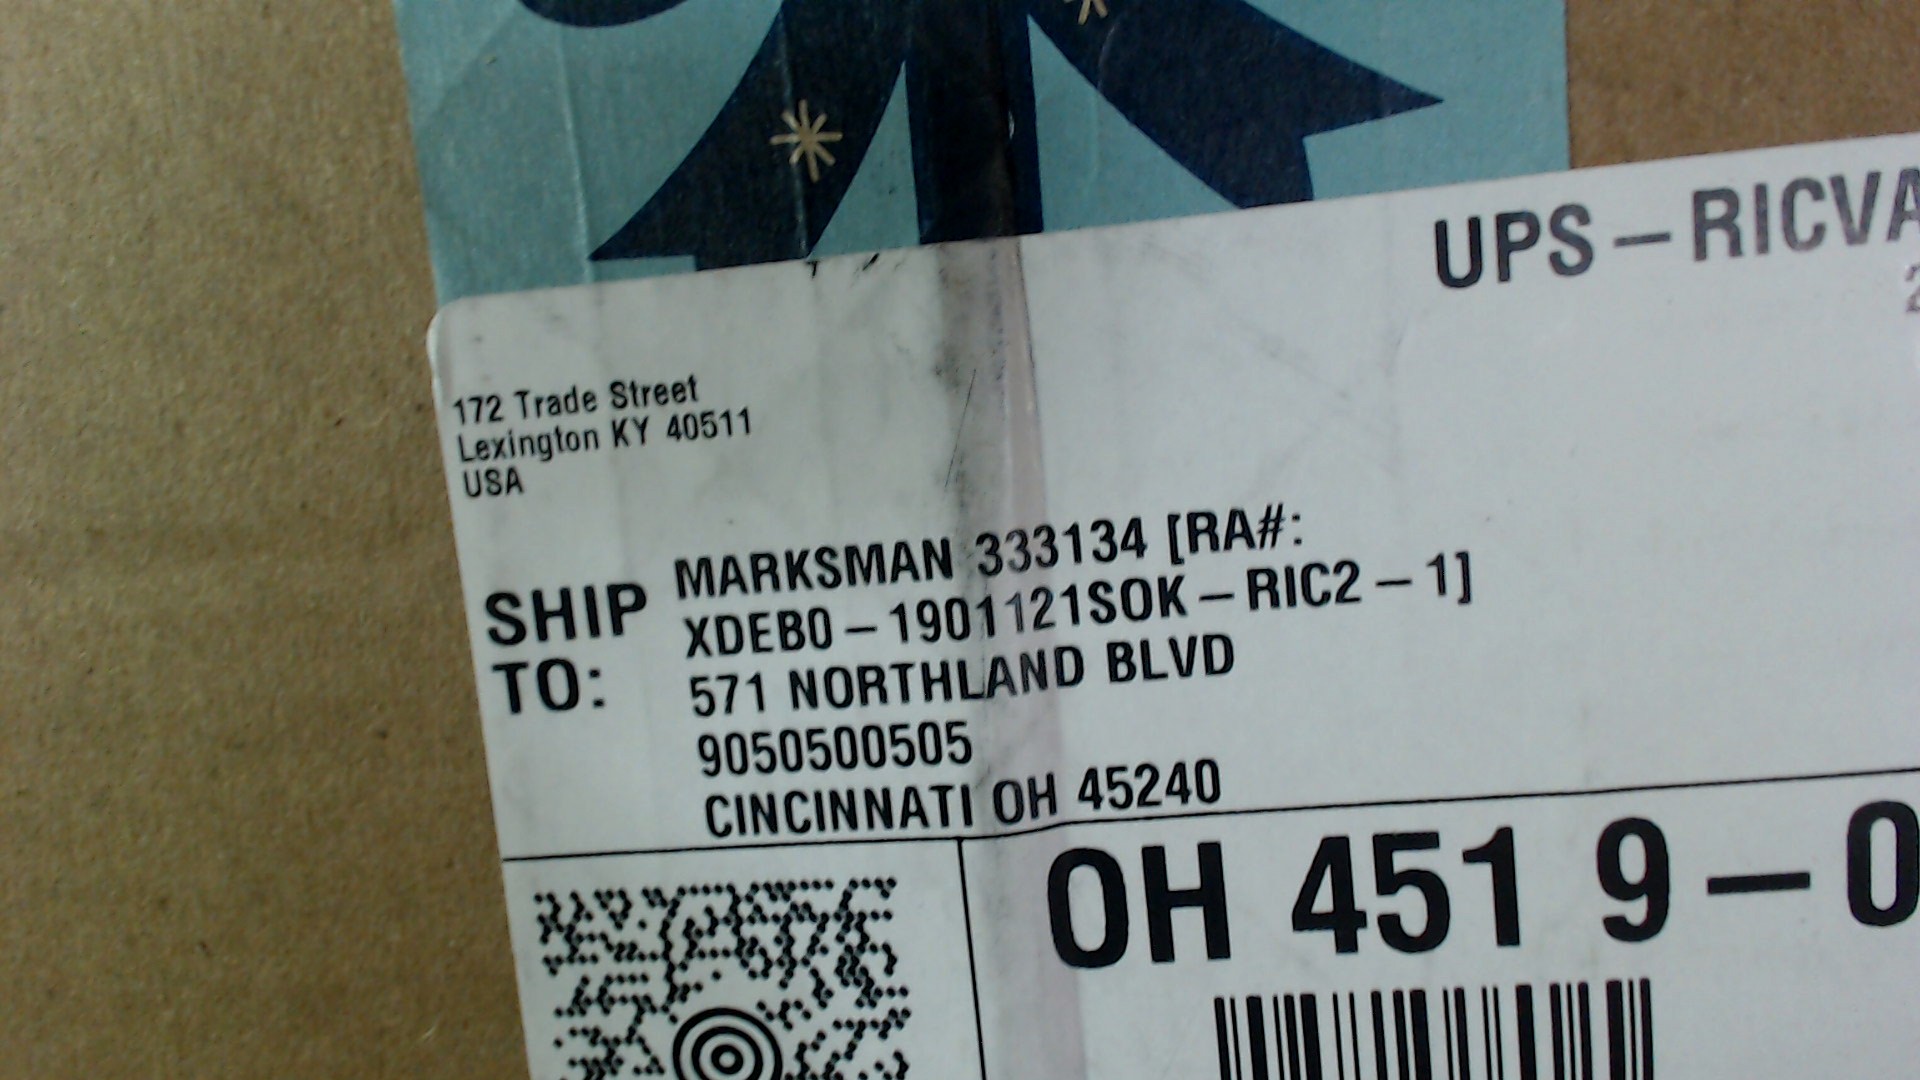 UPS – RICVA
172 Trade Street
Lexington KY 40511
USA
SHIP TO:
MARKSMAN 333134 [RA#:
XDEB0 – 1901121SOK – RIC2 – 1]
571 NORTHLAND BLVD
9050500505
CINCINNATI OH 45240
OH 451 9 – 0